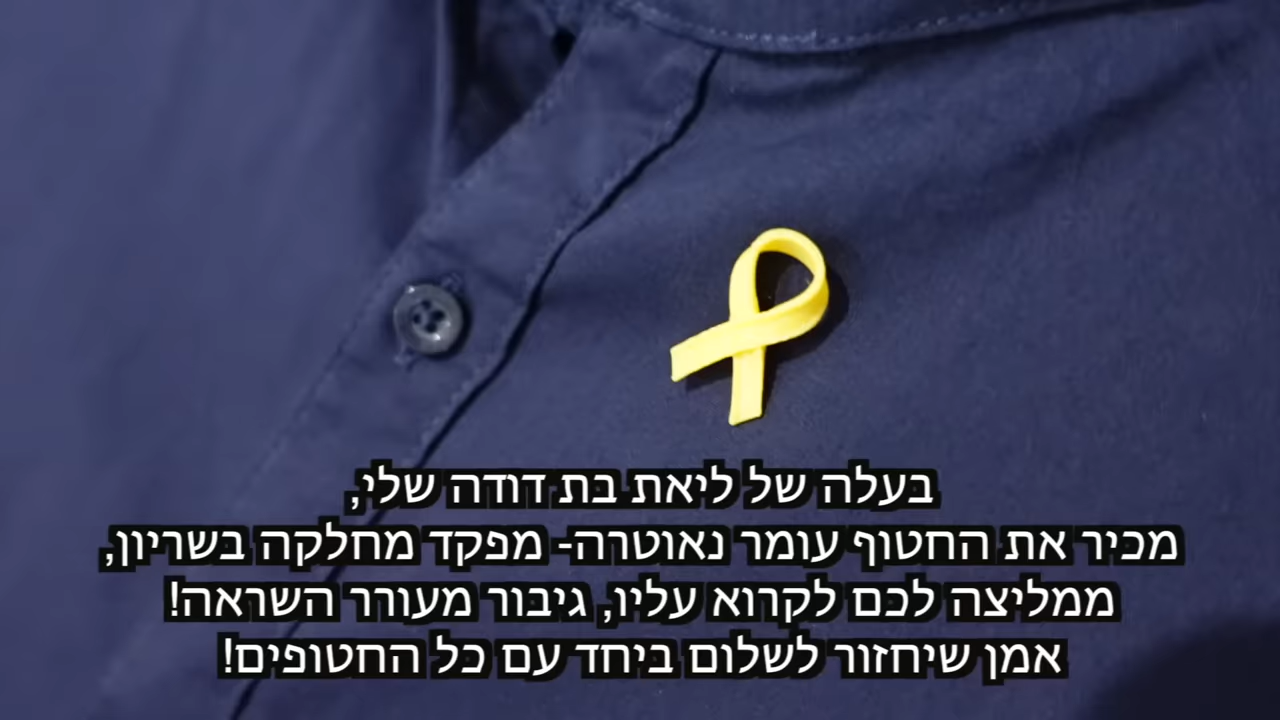 בעלה של ליאת בת דודה שלי,
מכיר את החטוף עומר נאוטרה- מפקד מחלקה בשריון,
ממליצה לכם לקרוא עליו, גיבור מעורר השראה!
אמן שיחזור לשלום ביחד עם כל החטופים!